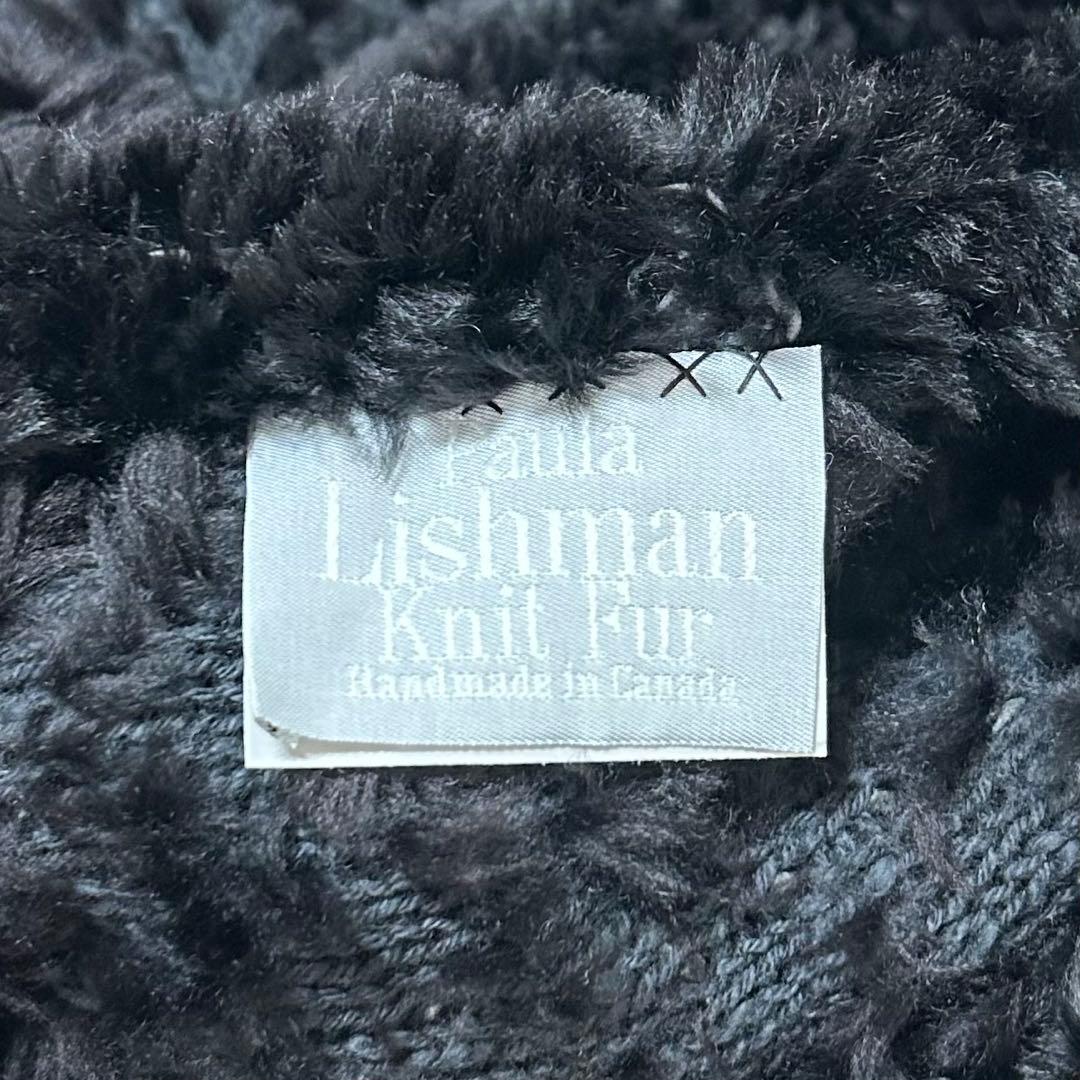 Paula
Lishman
Knit Fur
Handmade in Canada